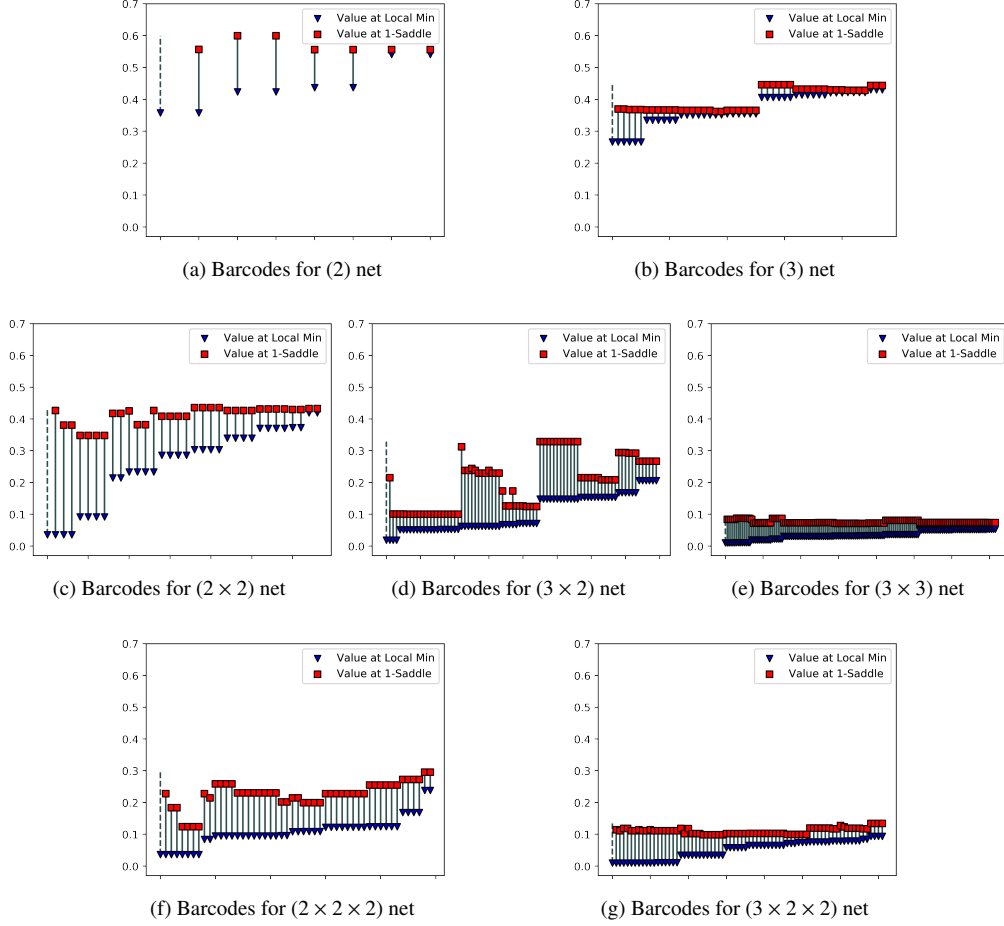 0.7
0.6
0.5
0.4
0.3
0.2
0.1
0.0
Value at Local Min
Value at 1-Saddle
(a) Barcodes for (2) net
0.7
0.6
0.5
0.4
0.3
0.2
0.1
0.0
Value at Local Min
Value at 1-Saddle
(b) Barcodes for (3) net
0.7
0.6
0.5
0.4
0.3
0.2
0.1
0.0
Value at Local Min
Value at 1-Saddle
(c) Barcodes for (2 × 2) net
0.7
0.6
0.5
0.4
0.3
0.2
0.1
0.0
Value at Local Min
Value at 1-Saddle
(d) Barcodes for (3 × 2) net
0.7
0.6
0.5
0.4
0.3
0.2
0.1
0.0
Value at Local Min
Value at 1-Saddle
(e) Barcodes for (3 × 3) net
0.7
0.6
0.5
0.4
0.3
0.2
0.1
0.0
Value at Local Min
Value at 1-Saddle
(f) Barcodes for (2 × 2 × 2) net
0.7
0.6
0.5
0.4
0.3
0.2
0.1
0.0
Value at Local Min
Value at 1-Saddle
(g) Barcodes for (3 × 2 × 2) net